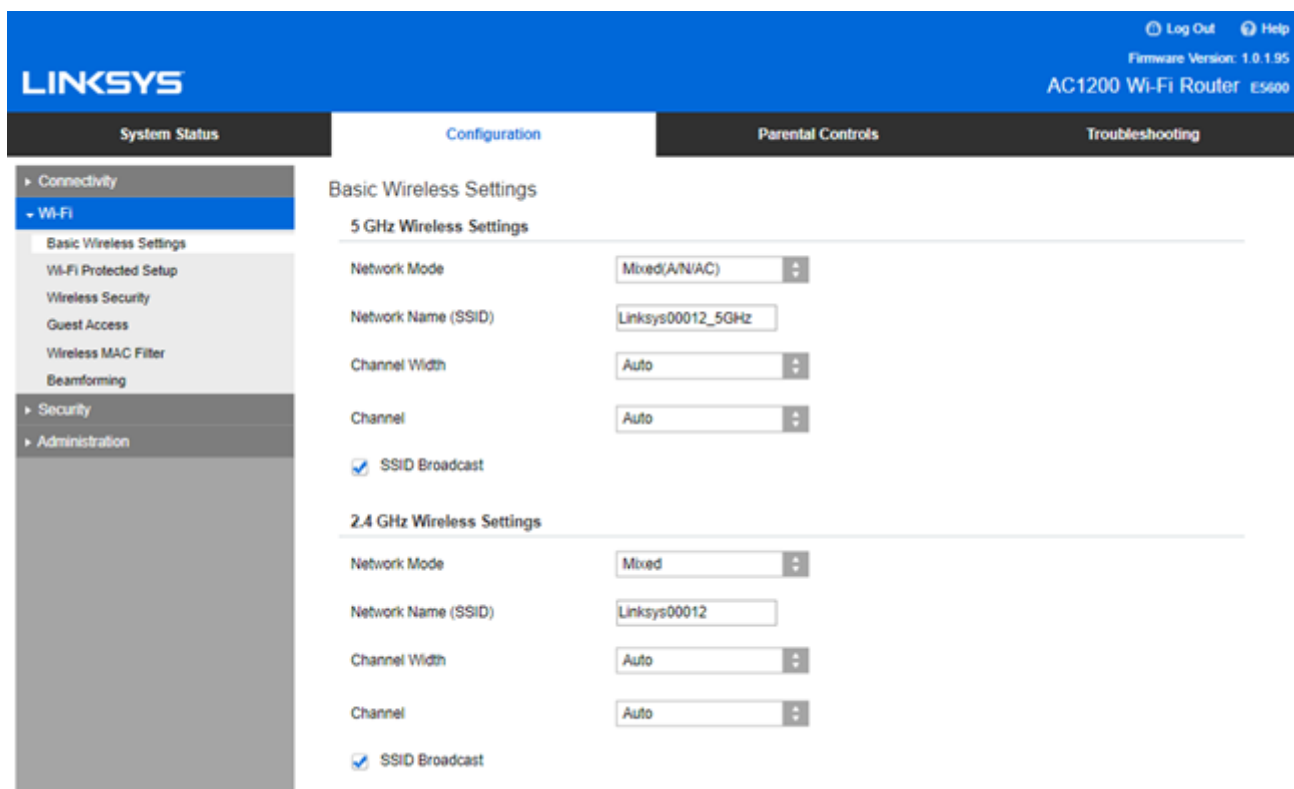 Log Out Help
Firmware Version: 1.0.1.95
LINKSYS
AC1200 Wi-Fi Router E5600
System Status Configuration Parental Controls Troubleshooting
Connectivity
Wi-Fi
Basic Wireless Settings
Wi-Fi Protected Setup
Wireless Security
Guest Access
Wireless MAC Filter
Beamforming
Security
Administration
Basic Wireless Settings
5 GHz Wireless Settings
Network Mode Mixed(A/N/AC)
Network Name (SSID) Linksys00012_5GHz
Channel Width Auto
Channel Auto
SSID Broadcast
2.4 GHz Wireless Settings
Network Mode Mixed
Network Name (SSID) Linksys00012
Channel Width Auto
Channel Auto
SSID Broadcast